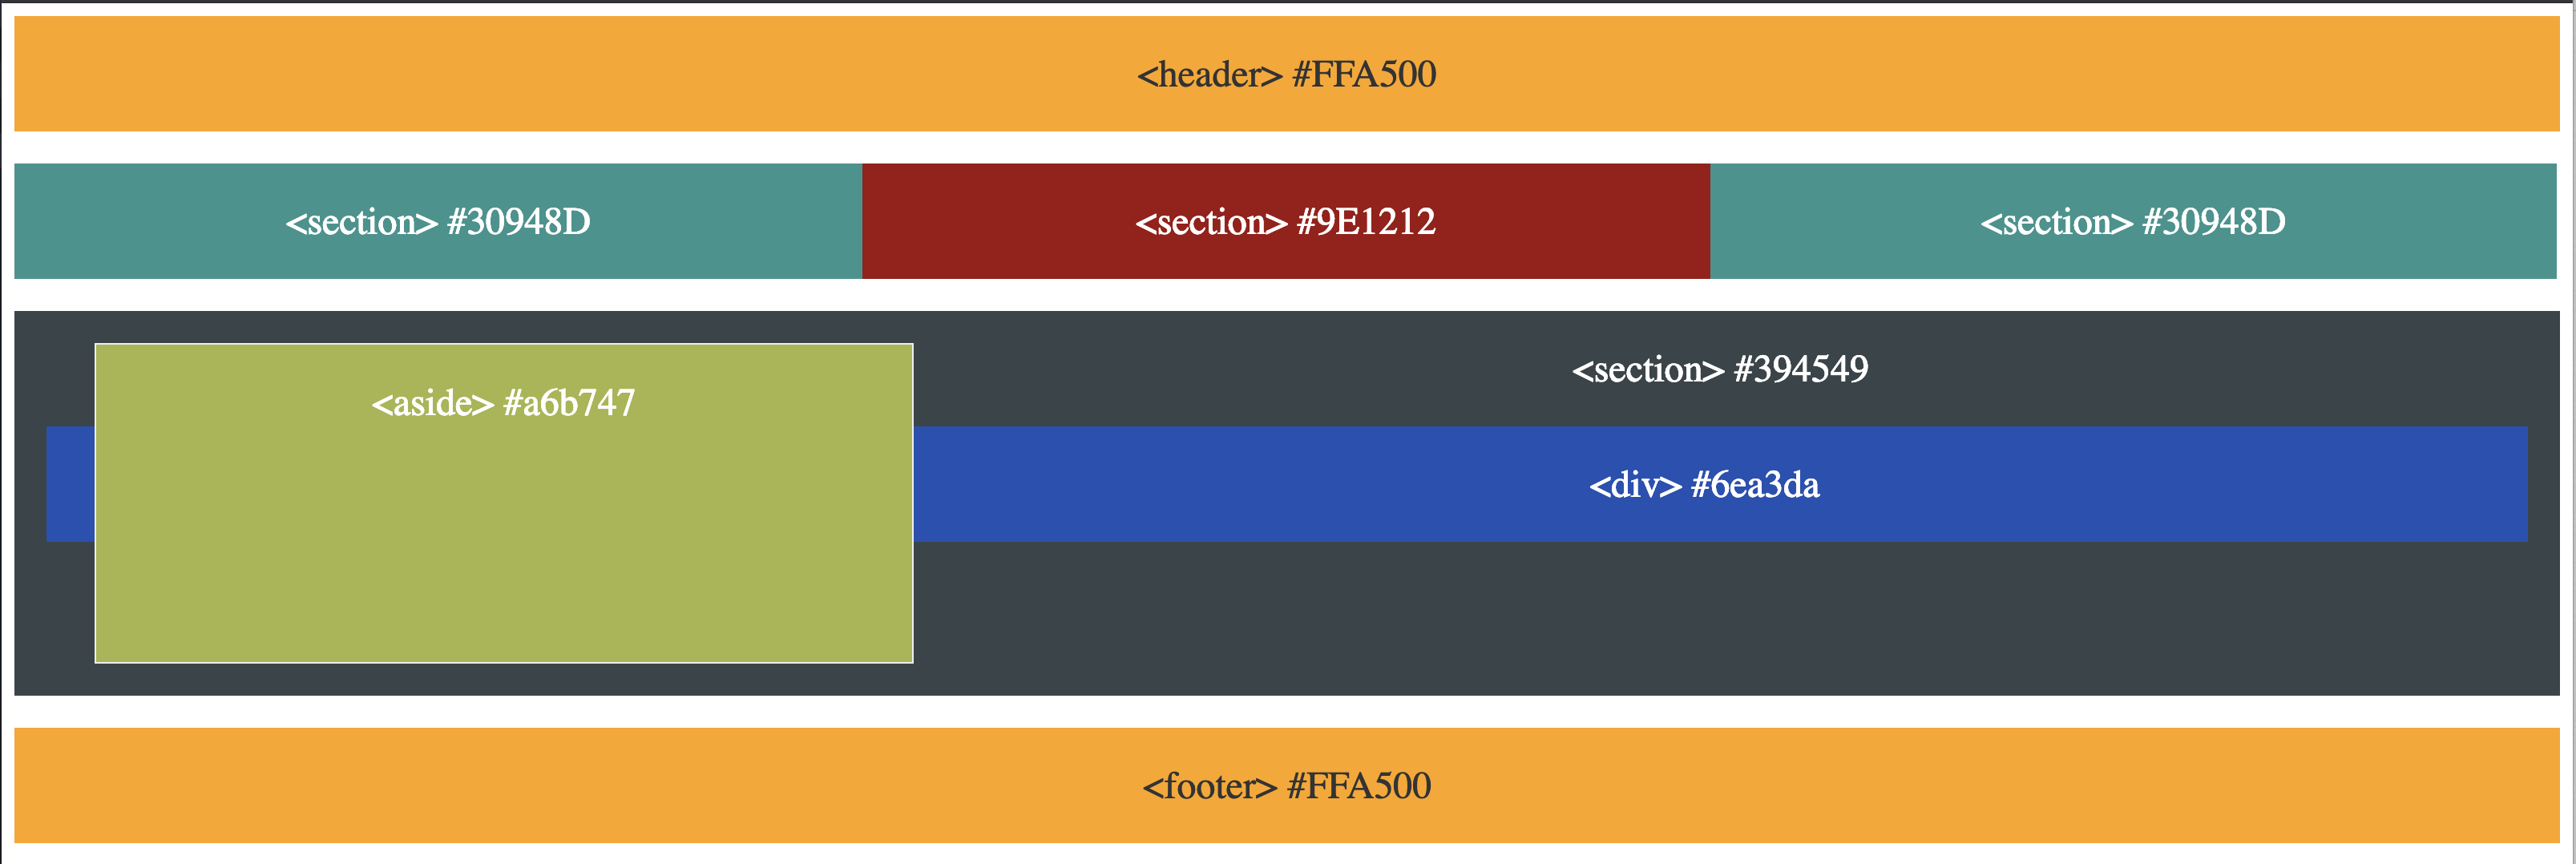 <header> #FFA500
<section> #30948D
<section> #9E1212
<section> #30948D
<aside> #a6b747
<section> #394549
<div> #6ea3da
<footer> #FFA500